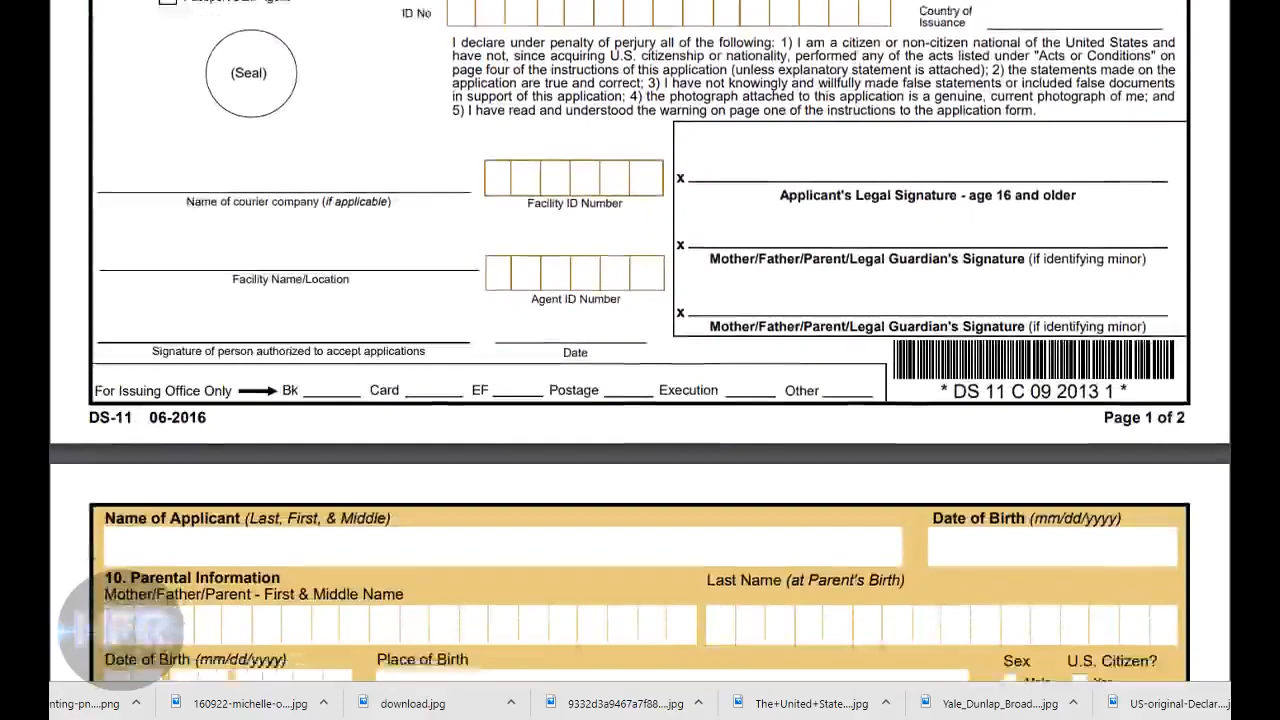 ID No
Country of
Issuance
(Seal)
I declare under penalty of perjury all of the following: 1) I am a citizen or non-citizen national of the United States and
have not, since acquiring U.S. citizenship or nationality, performed any of the acts listed under "Acts or Conditions" on
page four of the instructions of this application (unless explanatory statement is attached); 2) the statements made on
the application are true and correct; 3) I have not knowingly and willfully made false statements or included false documents
in support of this application; 4) the photograph attached to this application is a genuine, current photograph of me; and
5) I have read and understood the warning on page one of the instructions to the application form.
x
Applicant's Legal Signature - age 16 and older
Name of courier company (if applicable)
Facility ID Number
x
Mother/Father/Parent/Legal Guardian's Signature (if identifying minor)
Facility Name/Location
Agent ID Number
x
Mother/Father/Parent/Legal Guardian's Signature (if identifying minor)
Signature of person authorized to accept applications
Date
For Issuing Office Only Bk Card EF Postage Execution Other
* DS 11 C 09 2013 1 *
DS-11 06-2016
Page 1 of 2
Name of Applicant (Last, First, & Middle)
Date of Birth (mm/dd/yyyy)
10. Parental Information
Mother/Father/Parent - First & Middle Name
Last Name (at Parent's Birth)
Date of Birth (mm/dd/yyyy)
Place of Birth
Sex
U.S. Citizen?
nting-pn....png
160922-michelle-o....jpg
download.jpg
9332d3a9467a7f88....jpg
The+United+State....jpg
Yale_Dunlap_Broad....jpg
US-original-Declar....j